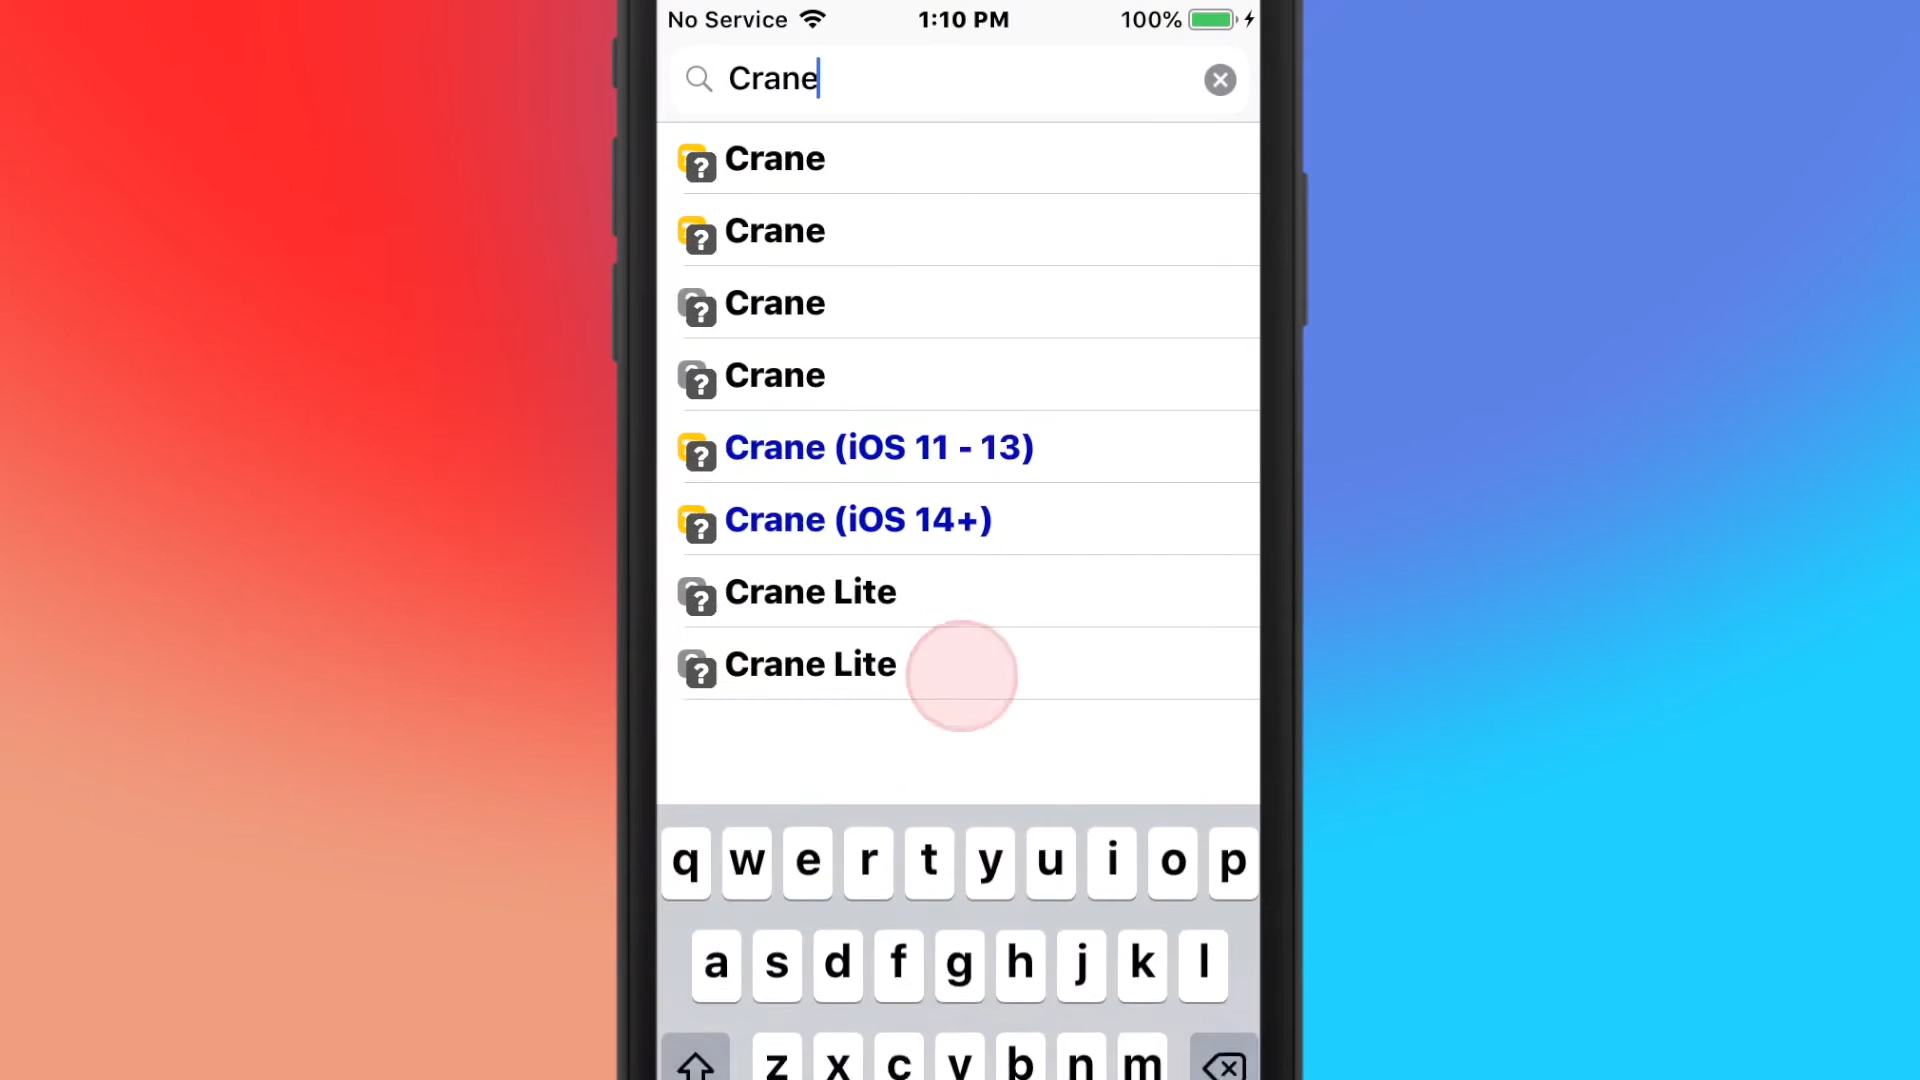 No Service 1:10 PM 100%
Crane
Crane
Crane
Crane
Crane
Crane (iOS 11 - 13)
Crane (iOS 14+)
Crane Lite
Crane Lite
q w e r t y u i o p
a s d f g h j k l
z x c v b n m